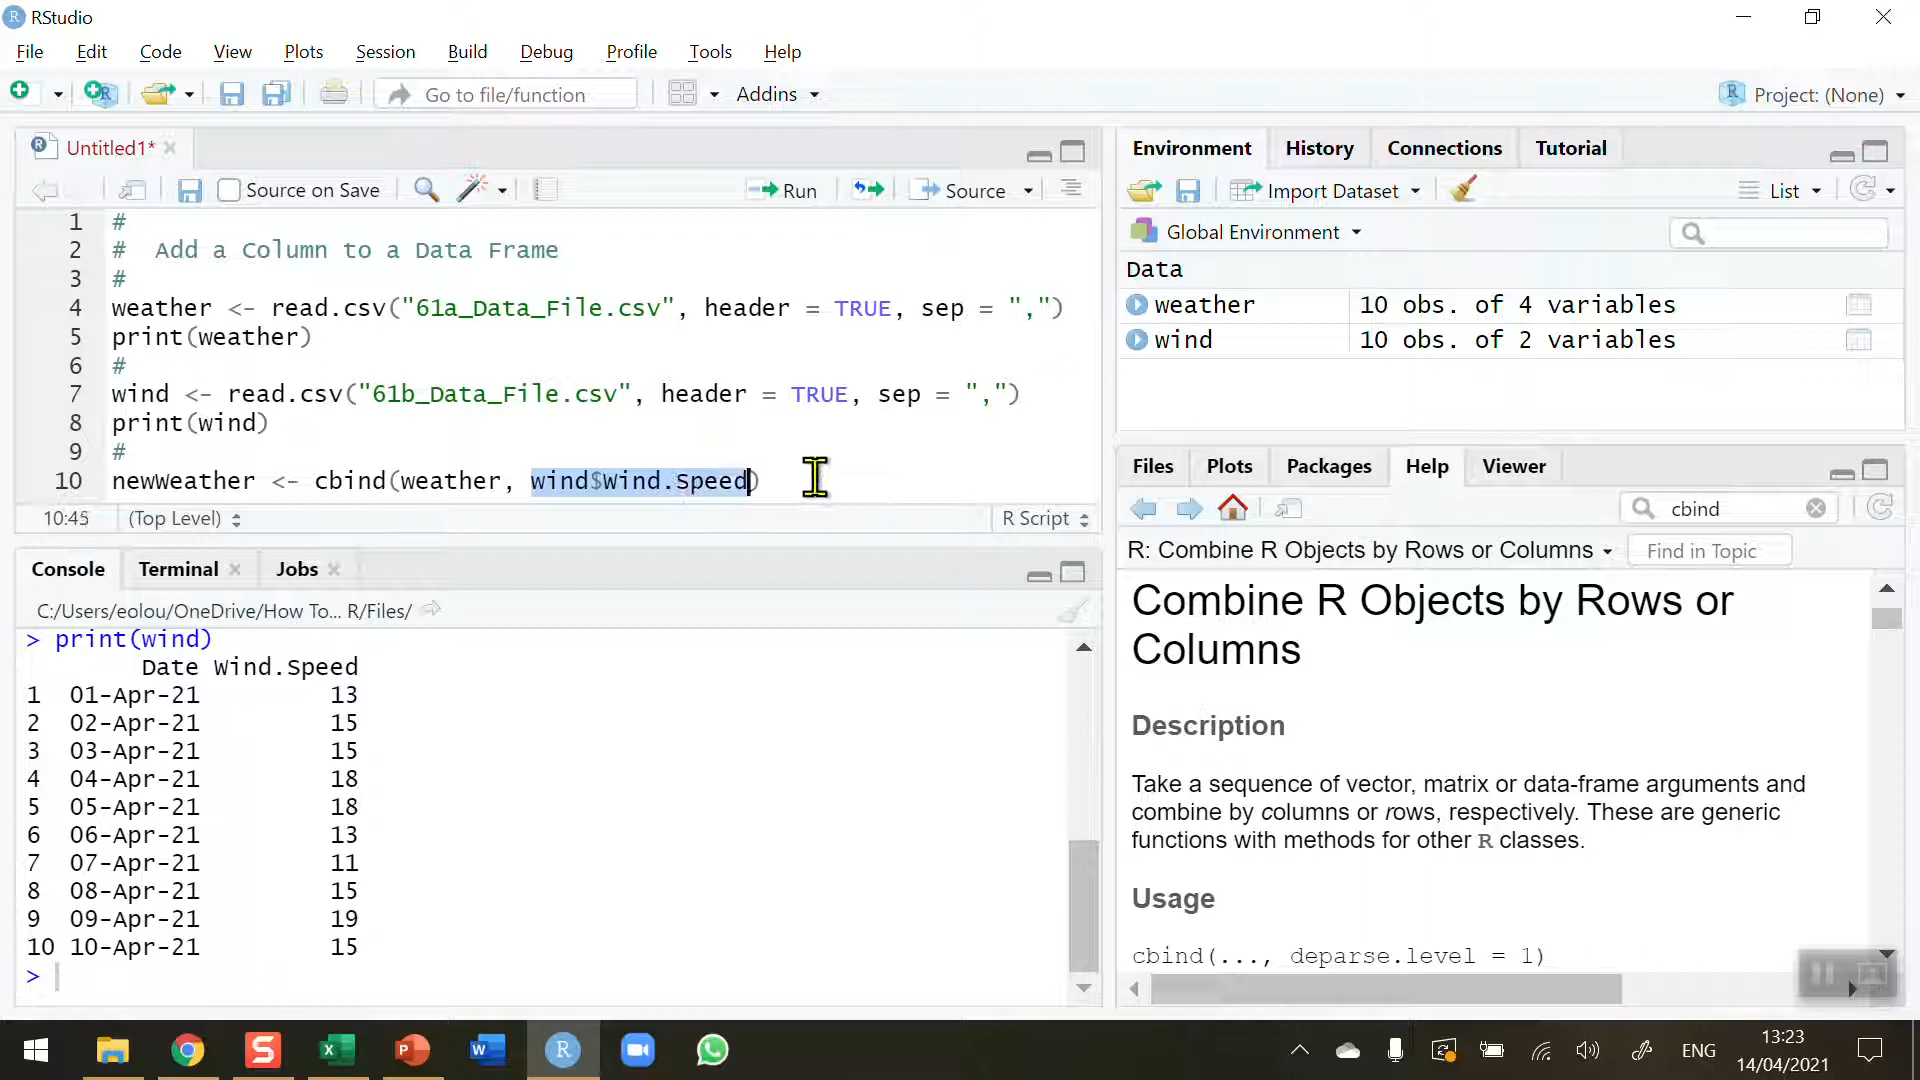 RStudio
File Edit Code View Plots Session Build Debug Profile Tools Help
Go to file/function Addins Project: (None)
Untitled1*
Source on Save Run Source
1 #
2 #  Add a Column to a Data Frame
3 #
4 weather <- read.csv("61a_Data_File.csv", header = TRUE, sep = ",")
5 print(weather)
6 #
7 wind <- read.csv("61b_Data_File.csv", header = TRUE, sep = ",")
8 print(wind)
9 #
10 newWeather <- cbind(weather, wind$Wind.Speed)
10:45 (Top Level) R Script
Console Terminal Jobs
C:/Users/eolou/OneDrive/How To... R/Files/
> print(wind)
Date Wind.Speed
1 01-Apr-21 13
2 02-Apr-21 15
3 03-Apr-21 15
4 04-Apr-21 18
5 05-Apr-21 18
6 06-Apr-21 13
7 07-Apr-21 11
8 08-Apr-21 15
9 09-Apr-21 19
10 10-Apr-21 15
>
Environment History Connections Tutorial
Import Dataset List
Global Environment
Data
weather 10 obs. of 4 variables
wind 10 obs. of 2 variables
Files Plots Packages Help Viewer
cbind
R: Combine R Objects by Rows or Columns Find in Topic
Combine R Objects by Rows or
Columns
Description
Take a sequence of vector, matrix or data-frame arguments and
combine by columns or rows, respectively. These are generic
functions with methods for other R classes.
Usage
cbind(..., deparse.level = 1)
ENG
13:23
14/04/2021